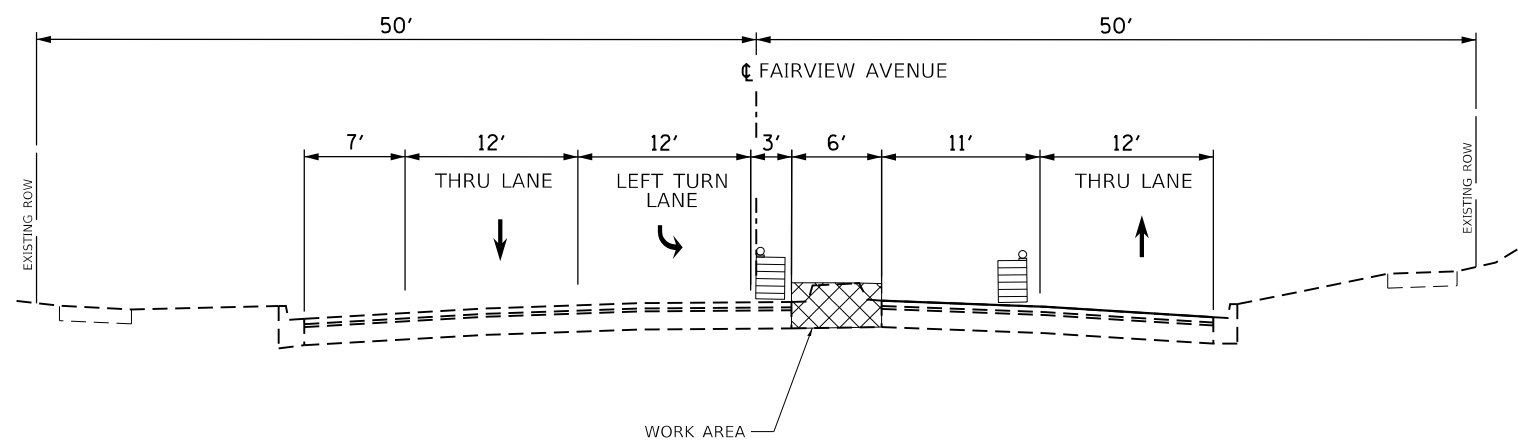 50'
50'
℄ FAIRVIEW AVENUE
7'
12'
12'
3'
6'
11'
12'
THRU LANE
LEFT TURN
LANE
THRU LANE
EXISTING ROW
EXISTING ROW
WORK AREA